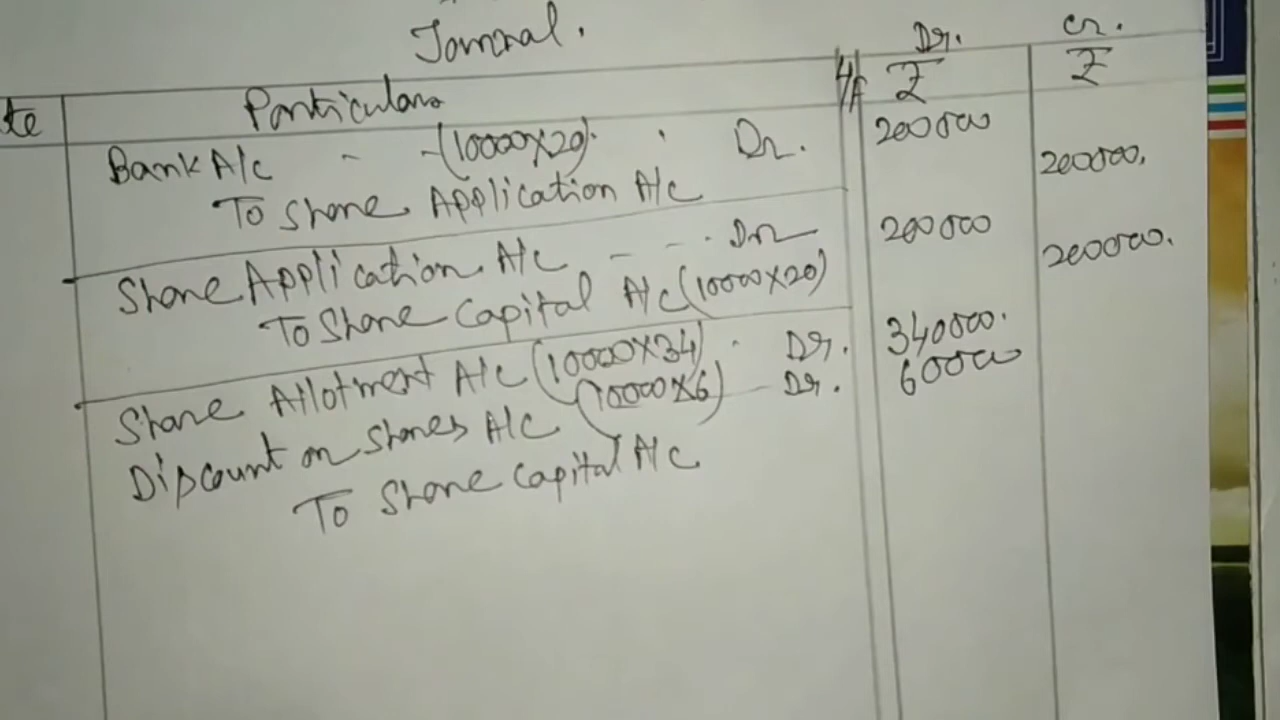 Journal.
te Particulars L/F Dr. ₹ Cr. ₹
Bank A/c - -(10000×20). . Dr. 200000
To Share Application A/c 200000.
Share Application A/c - - - . Dr 200000
To Share Capital A/c (10000×20) 200000.
Share Allotment A/c (10000×34) . Dr. 340000.
Discount on Shares A/c (10000×6) Dr. 60000
To Share Capital A/c